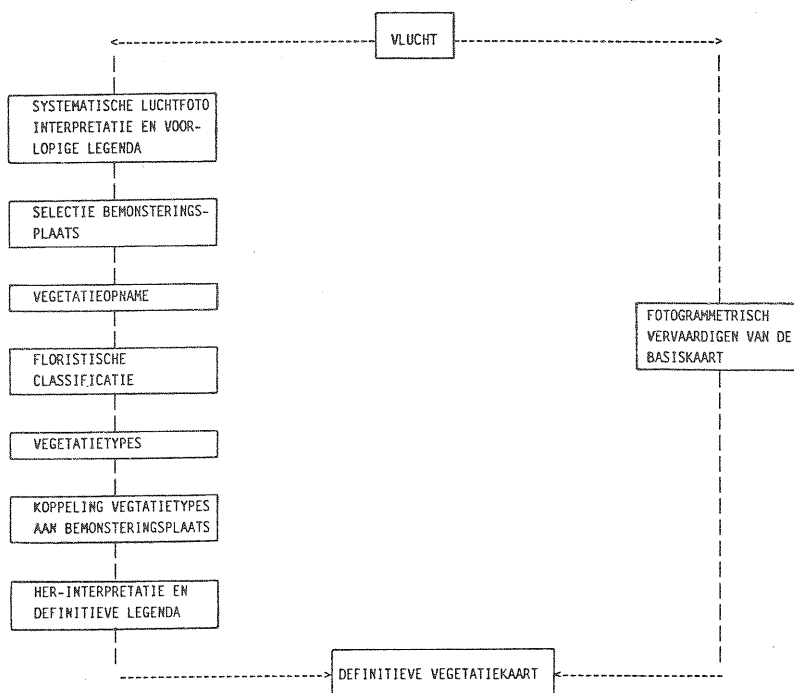 VLUCHT
SYSTEMATISCHE LUCHTFOTO
INTERPRETATIE EN VOOR-
LOPIGE LEGENDA
SELECTIE BEMONSTERINGS-
PLAATS
VEGETATIEOPNAME
FLORISTISCHE
CLASSIFICATIE
VEGETATIETYPES
KOPPELING VEGTATIETYPES
AAN BEMONSTERINGSPLAATS
HER-INTERPRETATIE EN
DEFINITIEVE LEGENDA
FOTOGRAMMETRISCH
VERVAARDIGEN VAN DE
BASISKAART
DEFINITIEVE VEGETATIEKAART